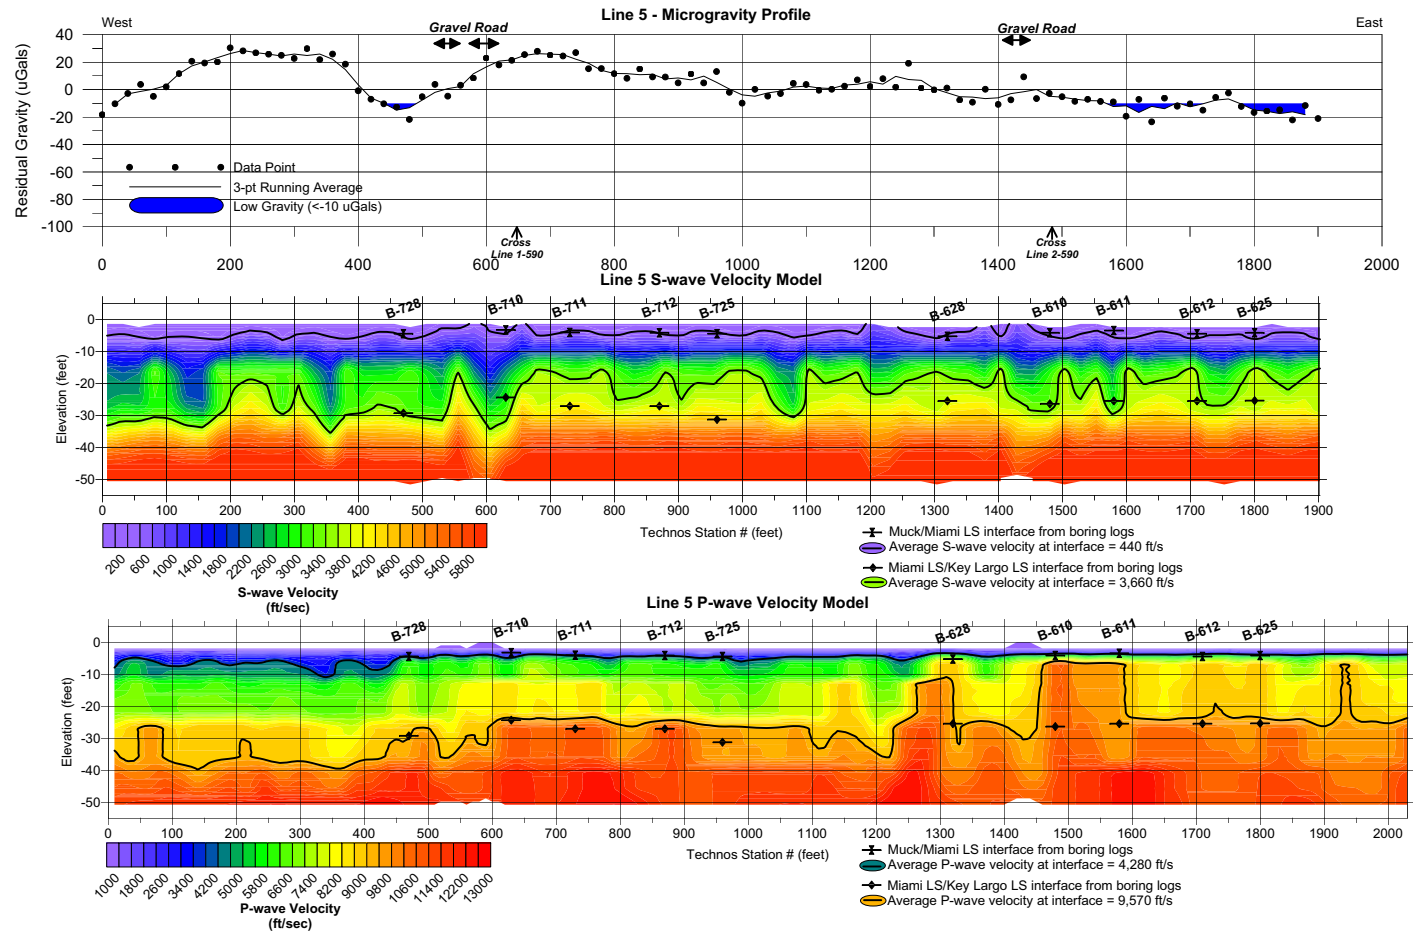 Line 5 - Microgravity Profile
West
East
Gravel Road
Gravel Road
Residual Gravity (uGals)
40
20
0
-20
-40
-60
-80
-100
Data Point
3-pt Running Average
Low Gravity (<-10 uGals)
Cross
Line 1-590
Cross
Line 2-590
0 200 400 600 800 1000 1200 1400 1600 1800 2000
Line 5 S-wave Velocity Model
B-728 B-710 B-711 B-712 B-725 B-628 B-610 B-611 B-612 B-625
Elevation (feet)
0
-10
-20
-30
-40
-50
0 100 200 300 400 500 600 700 800 900 1000 1100 1200 1300 1400 1500 1600 1700 1800 1900
Technos Station # (feet)
200 600 1000 1400 1800 2200 2600 3000 3400 3800 4200 4600 5000 5400 5800
S-wave Velocity
(ft/sec)
Muck/Miami LS interface from boring logs
Average S-wave velocity at interface = 440 ft/s
Miami LS/Key Largo LS interface from boring logs
Average S-wave velocity at interface = 3,660 ft/s
Line 5 P-wave Velocity Model
B-728 B-710 B-711 B-712 B-725 B-628 B-610 B-611 B-612 B-625
Elevation (feet)
0
-10
-20
-30
-40
-50
0 100 200 300 400 500 600 700 800 900 1000 1100 1200 1300 1400 1500 1600 1700 1800 1900 2000
Technos Station # (feet)
1000 1800 2600 3400 4200 5000 5800 6600 7400 8200 9000 9800 10600 11400 12200 13000
P-wave Velocity
(ft/sec)
Muck/Miami LS interface from boring logs
Average P-wave velocity at interface = 4,280 ft/s
Miami LS/Key Largo LS interface from boring logs
Average P-wave velocity at interface = 9,570 ft/s